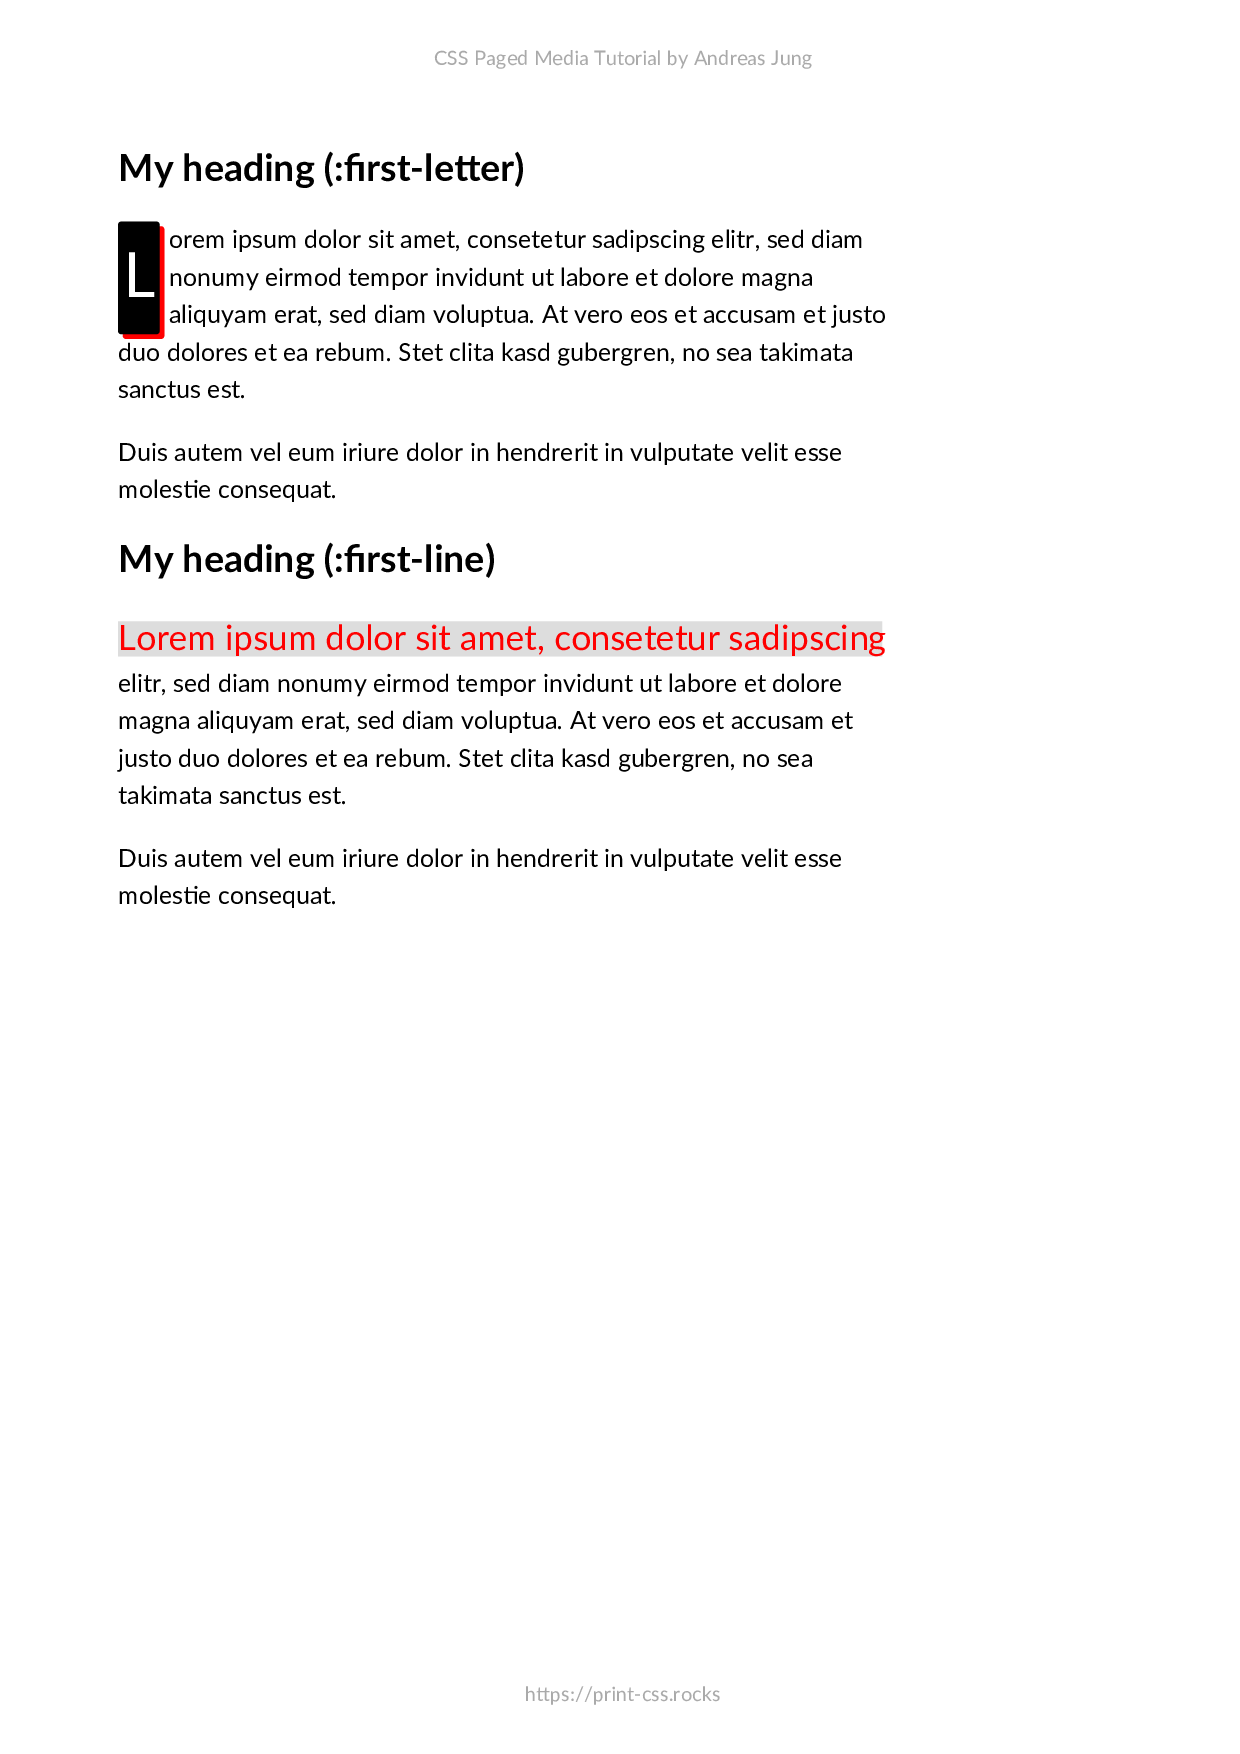 CSS Paged Media Tutorial by Andreas Jung
My heading (:first-letter)
Lorem ipsum dolor sit amet, consetetur sadipscing elitr, sed diam
nonumy eirmod tempor invidunt ut labore et dolore magna
aliquyam erat, sed diam voluptua. At vero eos et accusam et justo
duo dolores et ea rebum. Stet clita kasd gubergren, no sea takimata
sanctus est.
Duis autem vel eum iriure dolor in hendrerit in vulputate velit esse
molestie consequat.
My heading (:first-line)
Lorem ipsum dolor sit amet, consetetur sadipscing
elitr, sed diam nonumy eirmod tempor invidunt ut labore et dolore
magna aliquyam erat, sed diam voluptua. At vero eos et accusam et
justo duo dolores et ea rebum. Stet clita kasd gubergren, no sea
takimata sanctus est.
Duis autem vel eum iriure dolor in hendrerit in vulputate velit esse
molestie consequat.
https://print-css.rocks